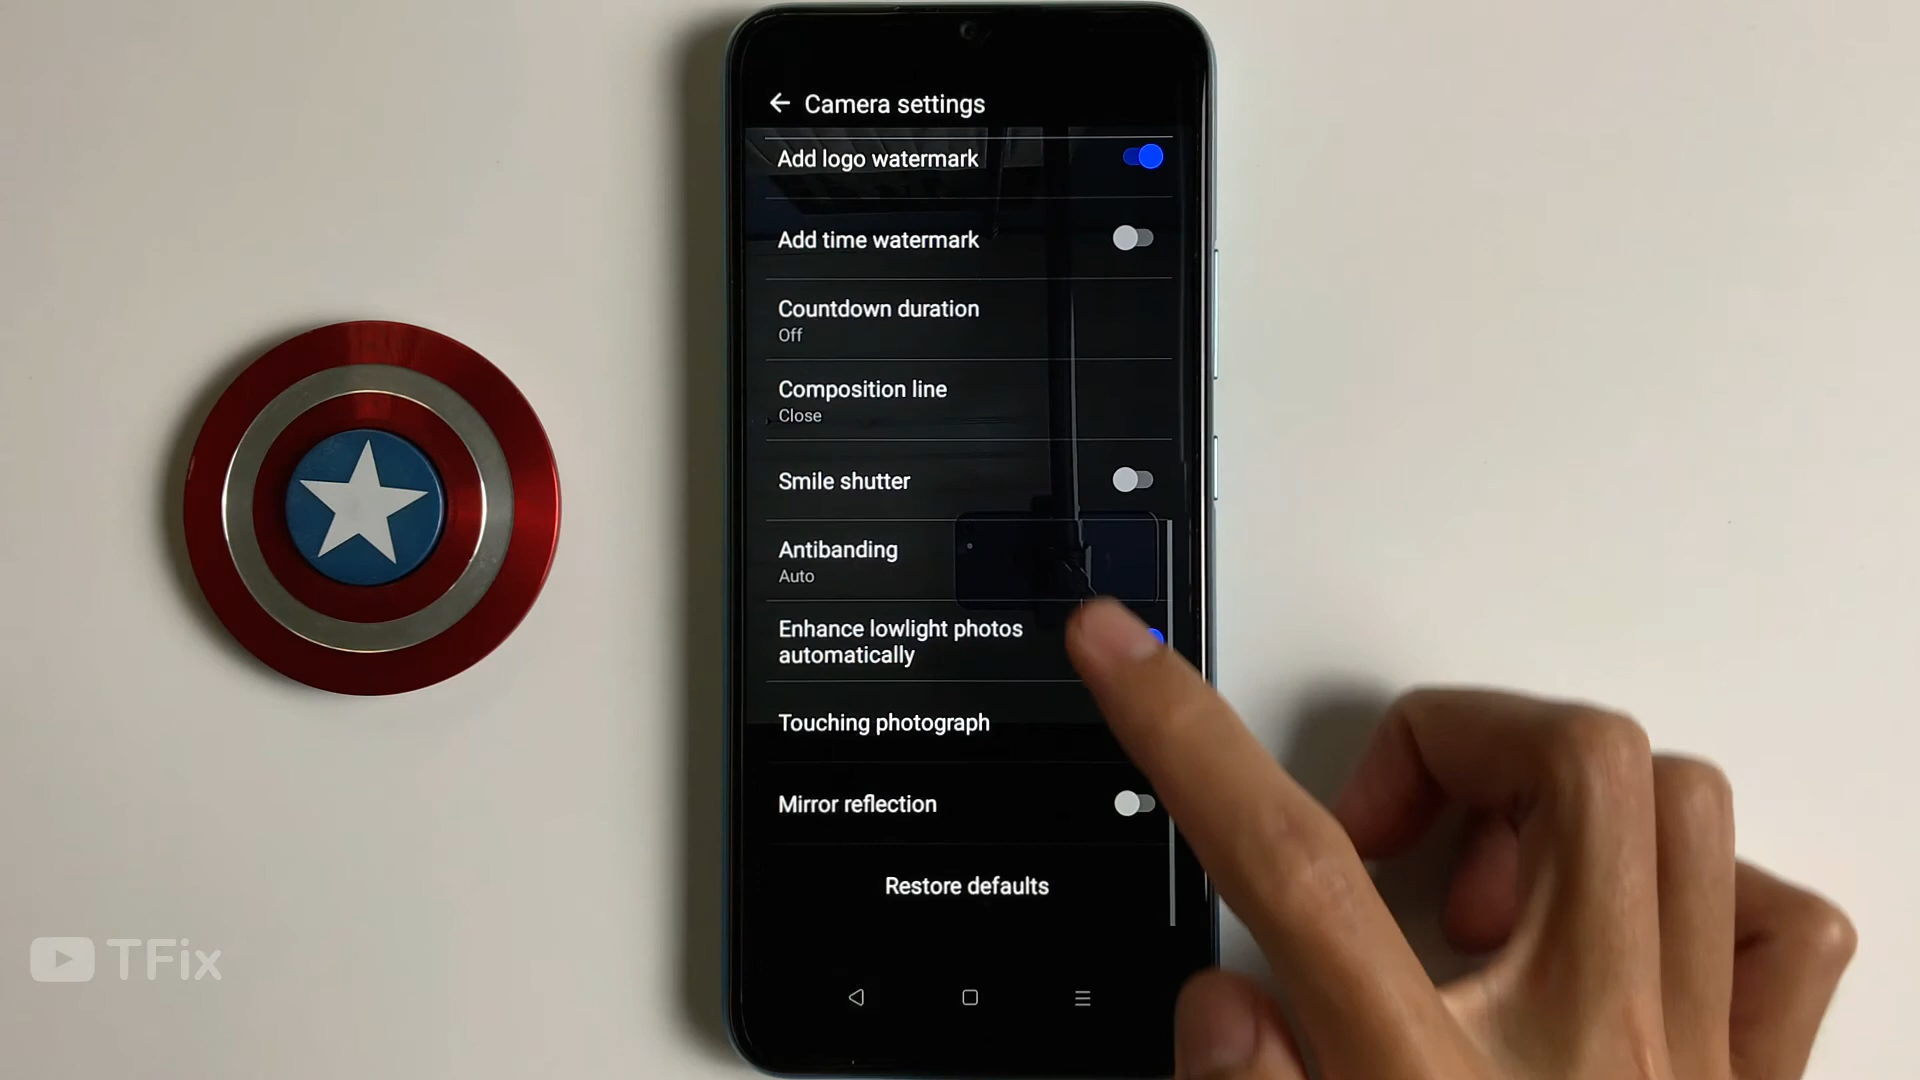 Camera settings
Add logo watermark
Add time watermark
Countdown duration
Off
Composition line
Close
Smile shutter
Antibanding
Auto
Enhance lowlight photos
automatically
Touching photograph
Mirror reflection
Restore defaults
TFix